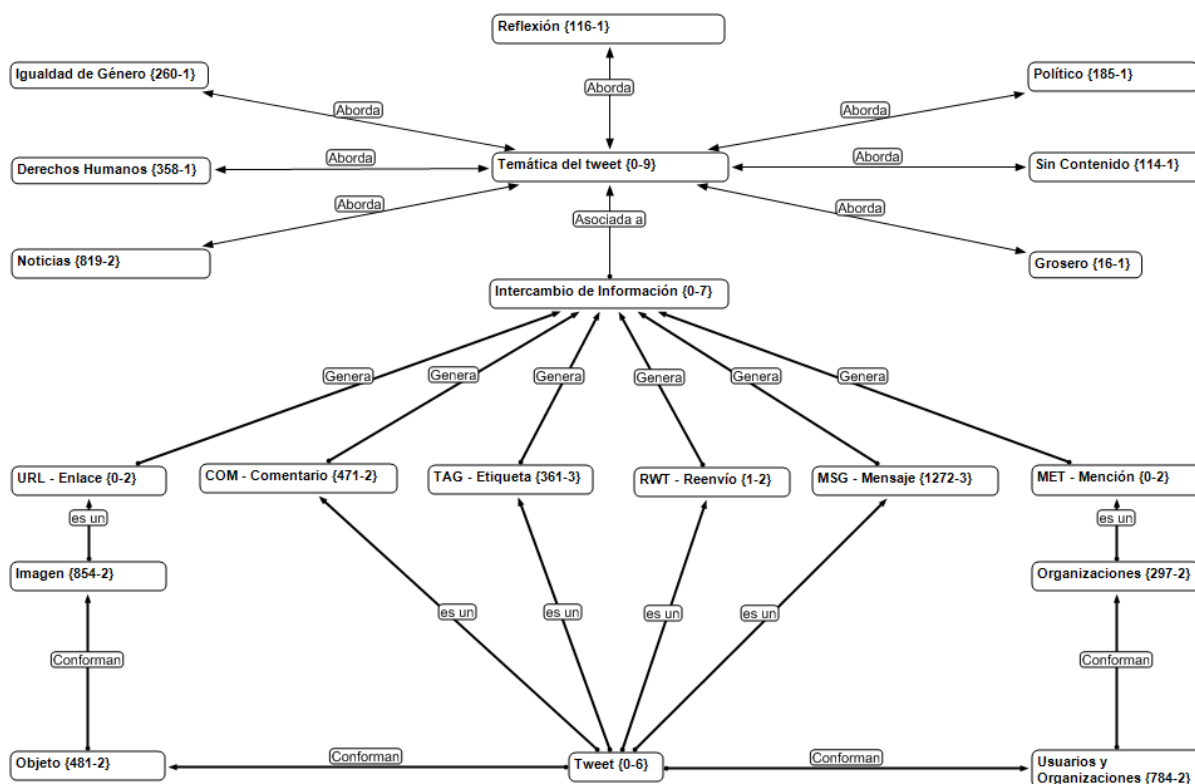 Reflexión {116-1}
Igualdad de Género {260-1}
Político {185-1}
Aborda
Aborda
Aborda
Derechos Humanos {358-1}
Aborda
Temática del tweet {0-9}
Aborda
Sin Contenido {114-1}
Aborda
Asociada a
Aborda
Noticias {819-2}
Grosero {16-1}
Intercambio de Información {0-7}
Genera
Genera
Genera
Genera
Genera
Genera
URL - Enlace {0-2}
COM - Comentario {471-2}
TAG - Etiqueta {361-3}
RWT - Reenvío {1-2}
MSG - Mensaje {1272-3}
MET - Mención {0-2}
es un
es un
Imagen {854-2}
Organizaciones {297-2}
es un
es un
es un
es un
Conforman
Conforman
Objeto {481-2}
Conforman
Tweet {0-6}
Conforman
Usuarios y
Organizaciones {784-2}